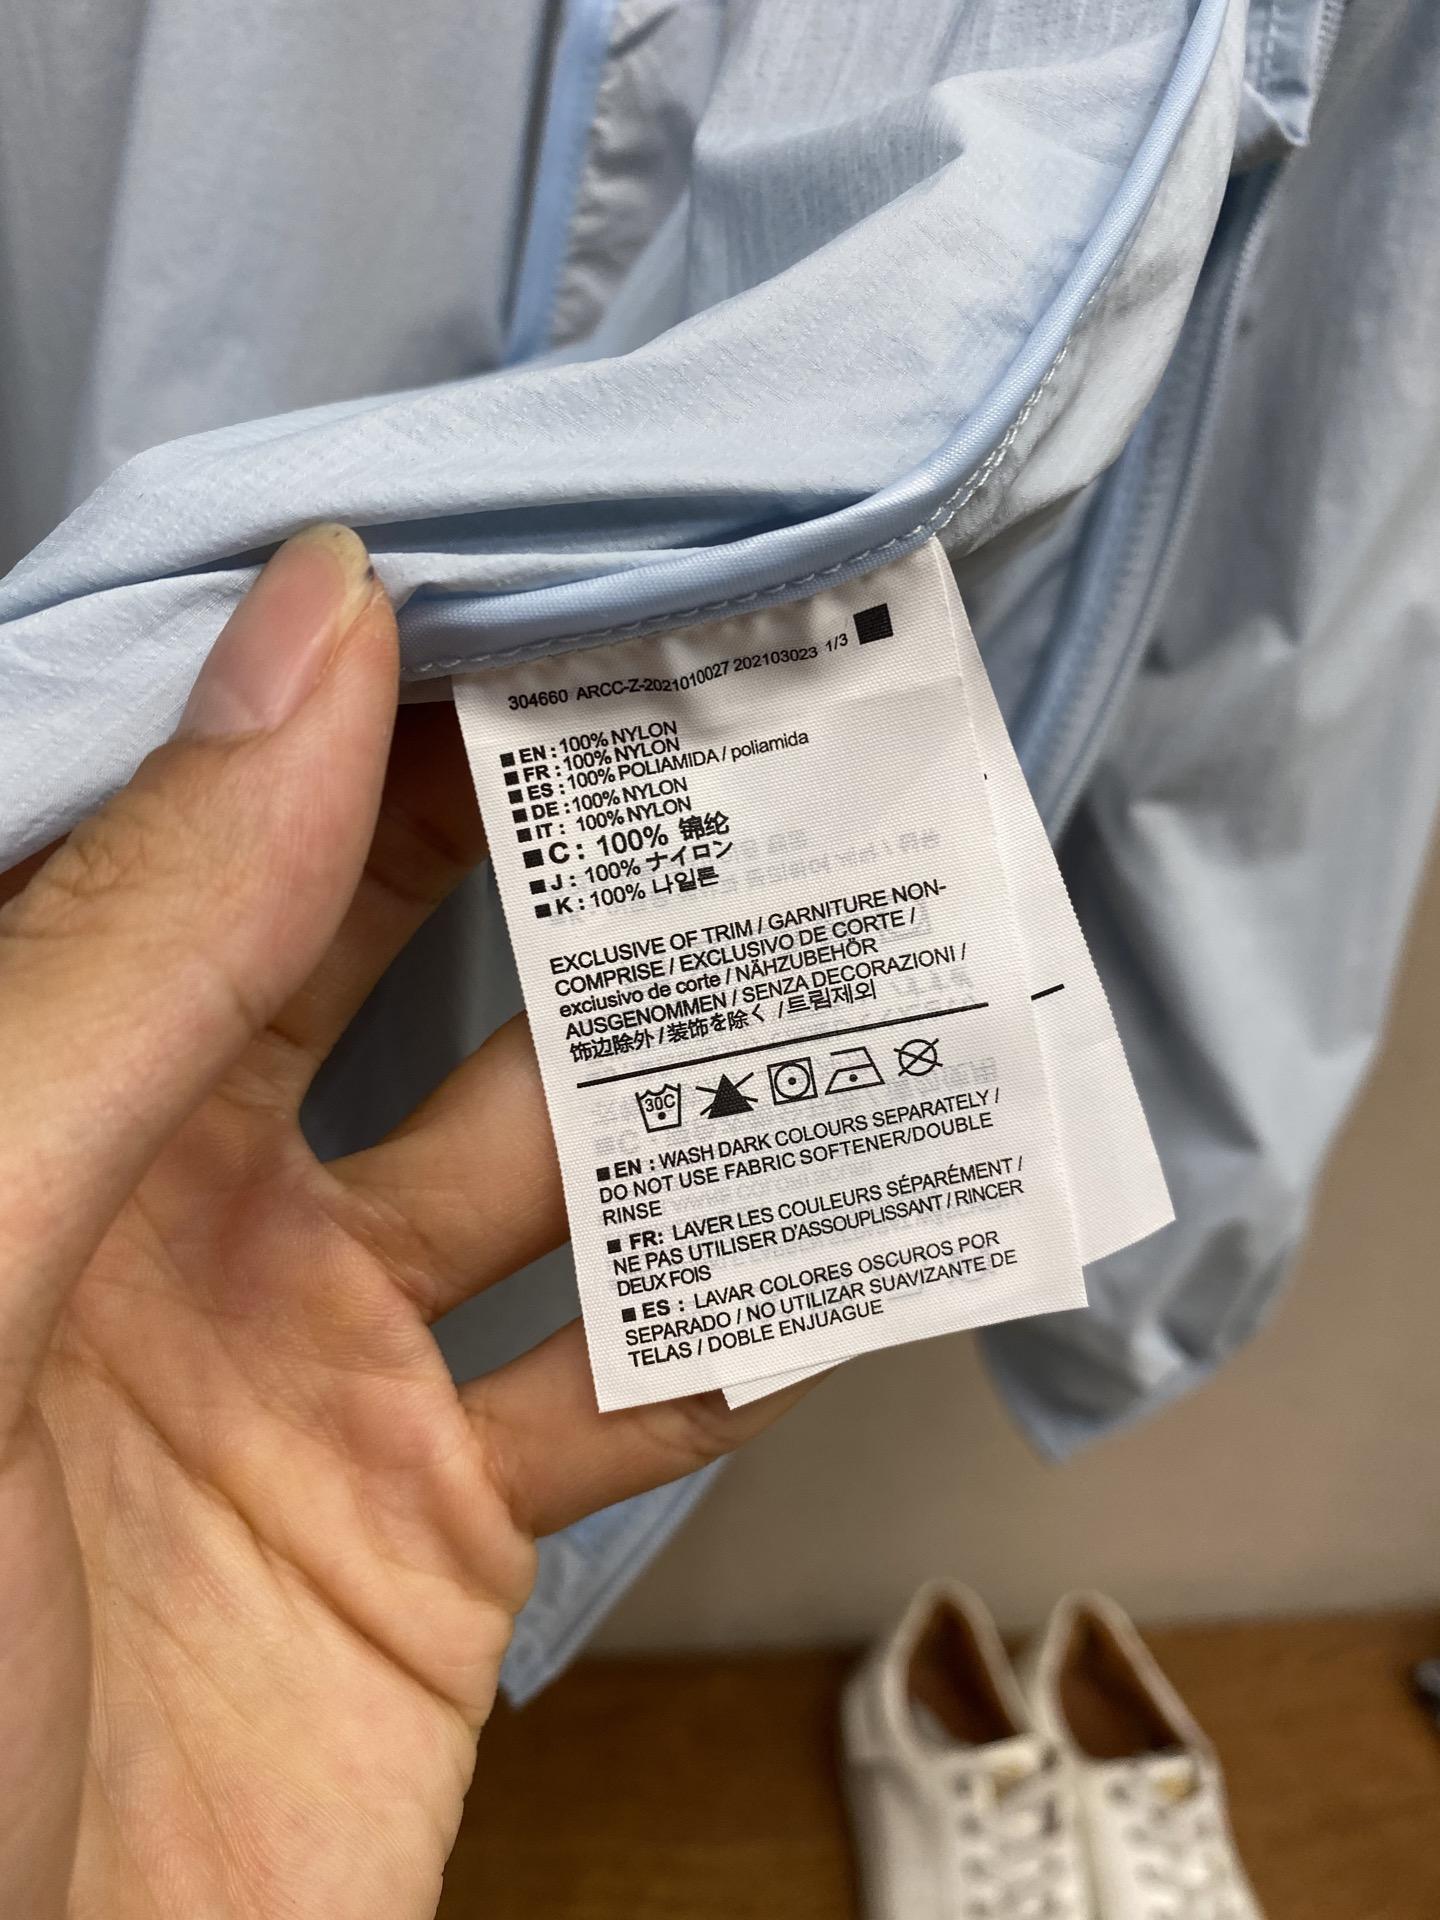 304660 ARCC-Z-2021010027 202103023 1/3
EN : 100% NYLON
FR : 100% NYLON
ES : 100% POLIAMIDA / poliamida
DE : 100% NYLON
IT : 100% NYLON
C : 100% 锦纶
J : 100% ナイロン
K : 100% 나일론
EXCLUSIVE OF TRIM / GARNITURE NON-
COMPRISE / EXCLUSIVO DE CORTE /
exclusivo de corte / NÄHZUBEHÖR
AUSGENOMMEN / SENZA DECORAZIONI /
饰边除外 / 装饰を除く / 트림제외
30C
EN : WASH DARK COLOURS SEPARATELY /
DO NOT USE FABRIC SOFTENER/DOUBLE
RINSE
FR: LAVER LES COULEURS SÉPARÉMENT /
NE PAS UTILISER D'ASSOUPLISSANT / RINCER
DEUX FOIS
ES : LAVAR COLORES OSCUROS POR
SEPARADO / NO UTILIZAR SUAVIZANTE DE
TELAS / DOBLE ENJUAGUE